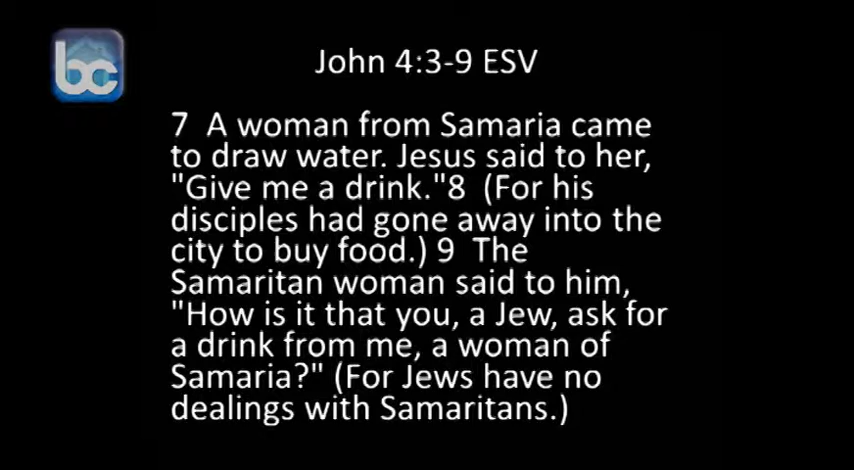 bc
John 4:3-9 ESV
7 A woman from Samaria came
to draw water. Jesus said to her,
"Give me a drink."8 (For his
disciples had gone away into the
city to buy food.) 9 The
Samaritan woman said to him,
"How is it that you, a Jew, ask for
a drink from me, a woman of
Samaria?" (For Jews have no
dealings with Samaritans.)